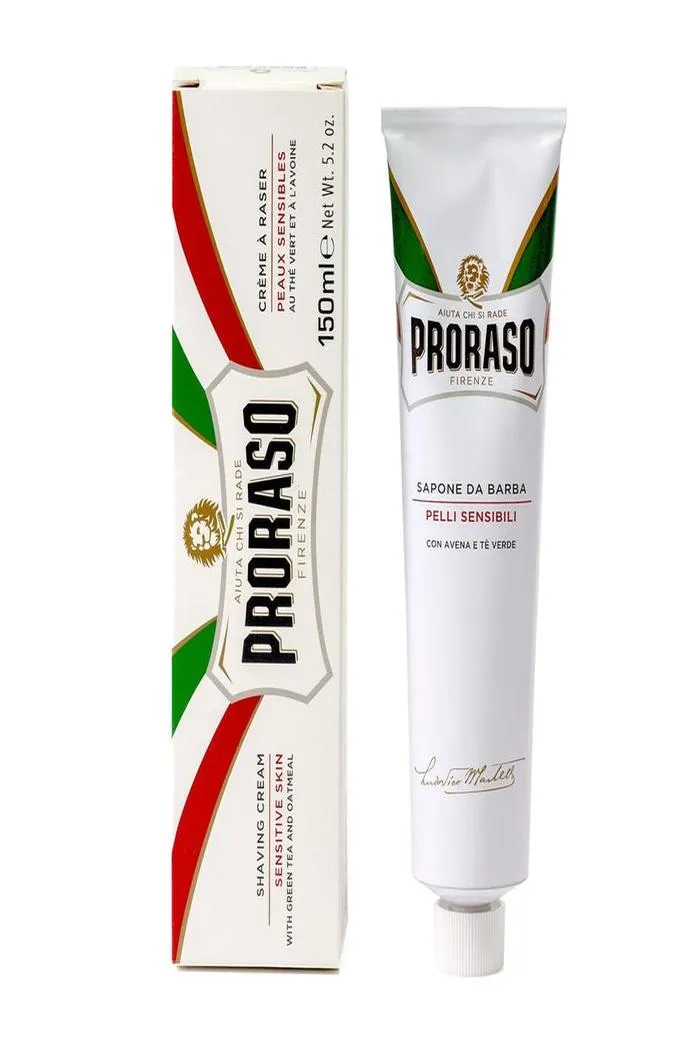 CRÈME À RASER
PEAUX SENSIBLES
AU THÉ VERT ET À L'AVOINE
150ml℮ Net Wt. 5.2 oz.
AIUTA CHI SI RADE
PRORASO
FIRENZE
SHAVING CREAM
SENSITIVE SKIN
WITH GREEN TEA AND OATMEAL
AIUTA CHI SI RADE
PRORASO
FIRENZE
SAPONE DA BARBA
PELLI SENSIBILI
CON AVENA E TÈ VERDE
Ludovico Martelli